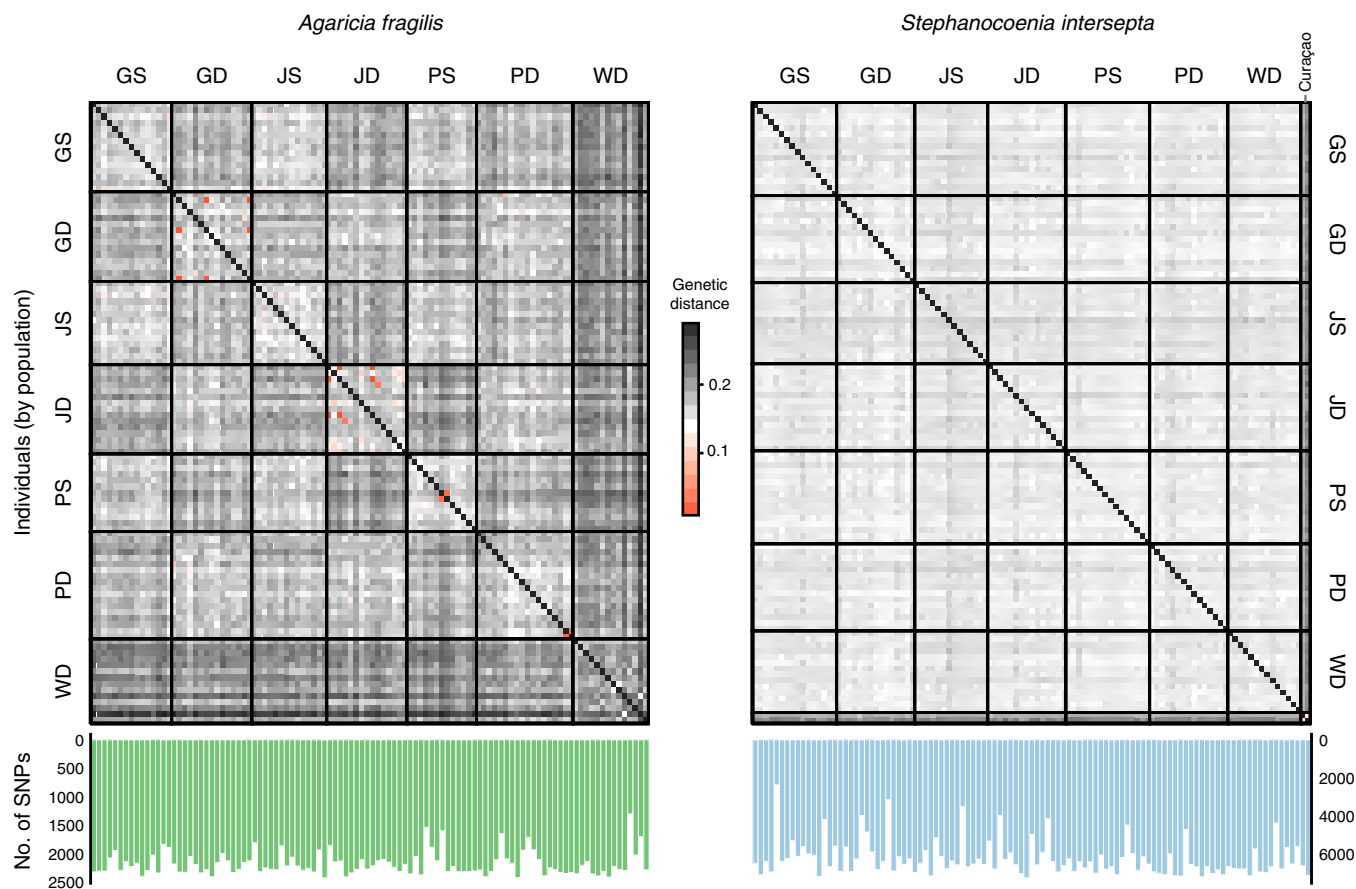 Agaricia fragilis
Stephanocoenia intersepta
GS GD JS JD PS PD WD
GS GD JS JD PS PD WD Curaçao
Individuals (by population)
GS
GD
JS
JD
PS
PD
WD
Genetic
distance
0.2
0.1
GS
GD
JS
JD
PS
PD
WD
No. of SNPs
0
500
1000
1500
2000
2500
0
2000
4000
6000